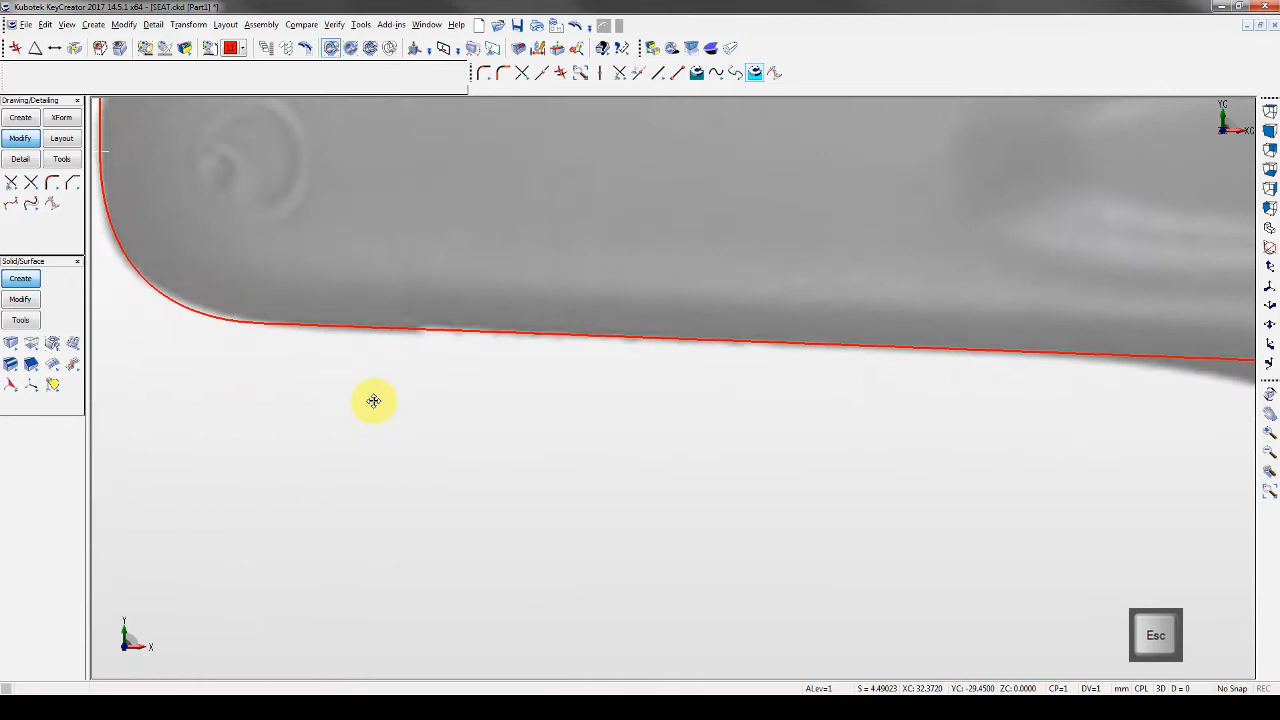 Kubotek KeyCreator 2017 14.5.1 x64 - [SEAT.ckd [Part1] *]
File Edit View Create Modify Detail Transform Layout Assembly Compare Verify Tools Add-ins Window Help
Drawing/Detailing
Create XForm
Modify Layout
Detail Tools
Solid/Surface
Create
Modify
Tools
YC
XC
Y
X
Esc
ALev=1 S = 4.49023 XC: 32.3720 YC: -29.4500 ZC: 0.0000 CP=1 DV=1 mm CPL 3D D = 0 No Snap REC